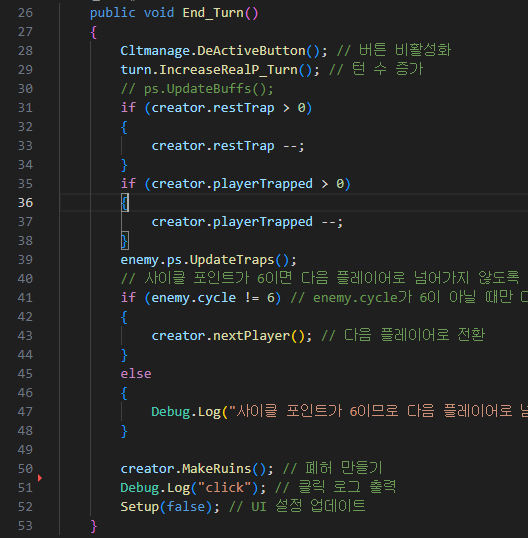 26 public void End_Turn()
27 {
28 Cltmanage.DeActiveButton(); // 버튼 비활성화
29 turn.IncreaseRealP_Turn(); // 턴 수 증가
30 // ps.UpdateBuffs();
31 if (creator.restTrap > 0)
32 {
33 creator.restTrap --;
34 }
35 if (creator.playerTrapped > 0)
36 {
37 creator.playerTrapped --;
38 }
39 enemy.ps.UpdateTraps();
40 // 사이클 포인트가 6이면 다음 플레이어로 넘어가지 않도록
41 if (enemy.cycle != 6) // enemy.cycle가 6이 아닐 때만
42 {
43 creator.nextPlayer(); // 다음 플레이어로 전환
44 }
45 else
46 {
47 Debug.Log("사이클 포인트가 6이므로 다음 플레이어로
48 }
49
50 creator.MakeRuins(); // 폐허 만들기
51 Debug.Log("click"); // 클릭 로그 출력
52 Setup(false); // UI 설정 업데이트
53 }